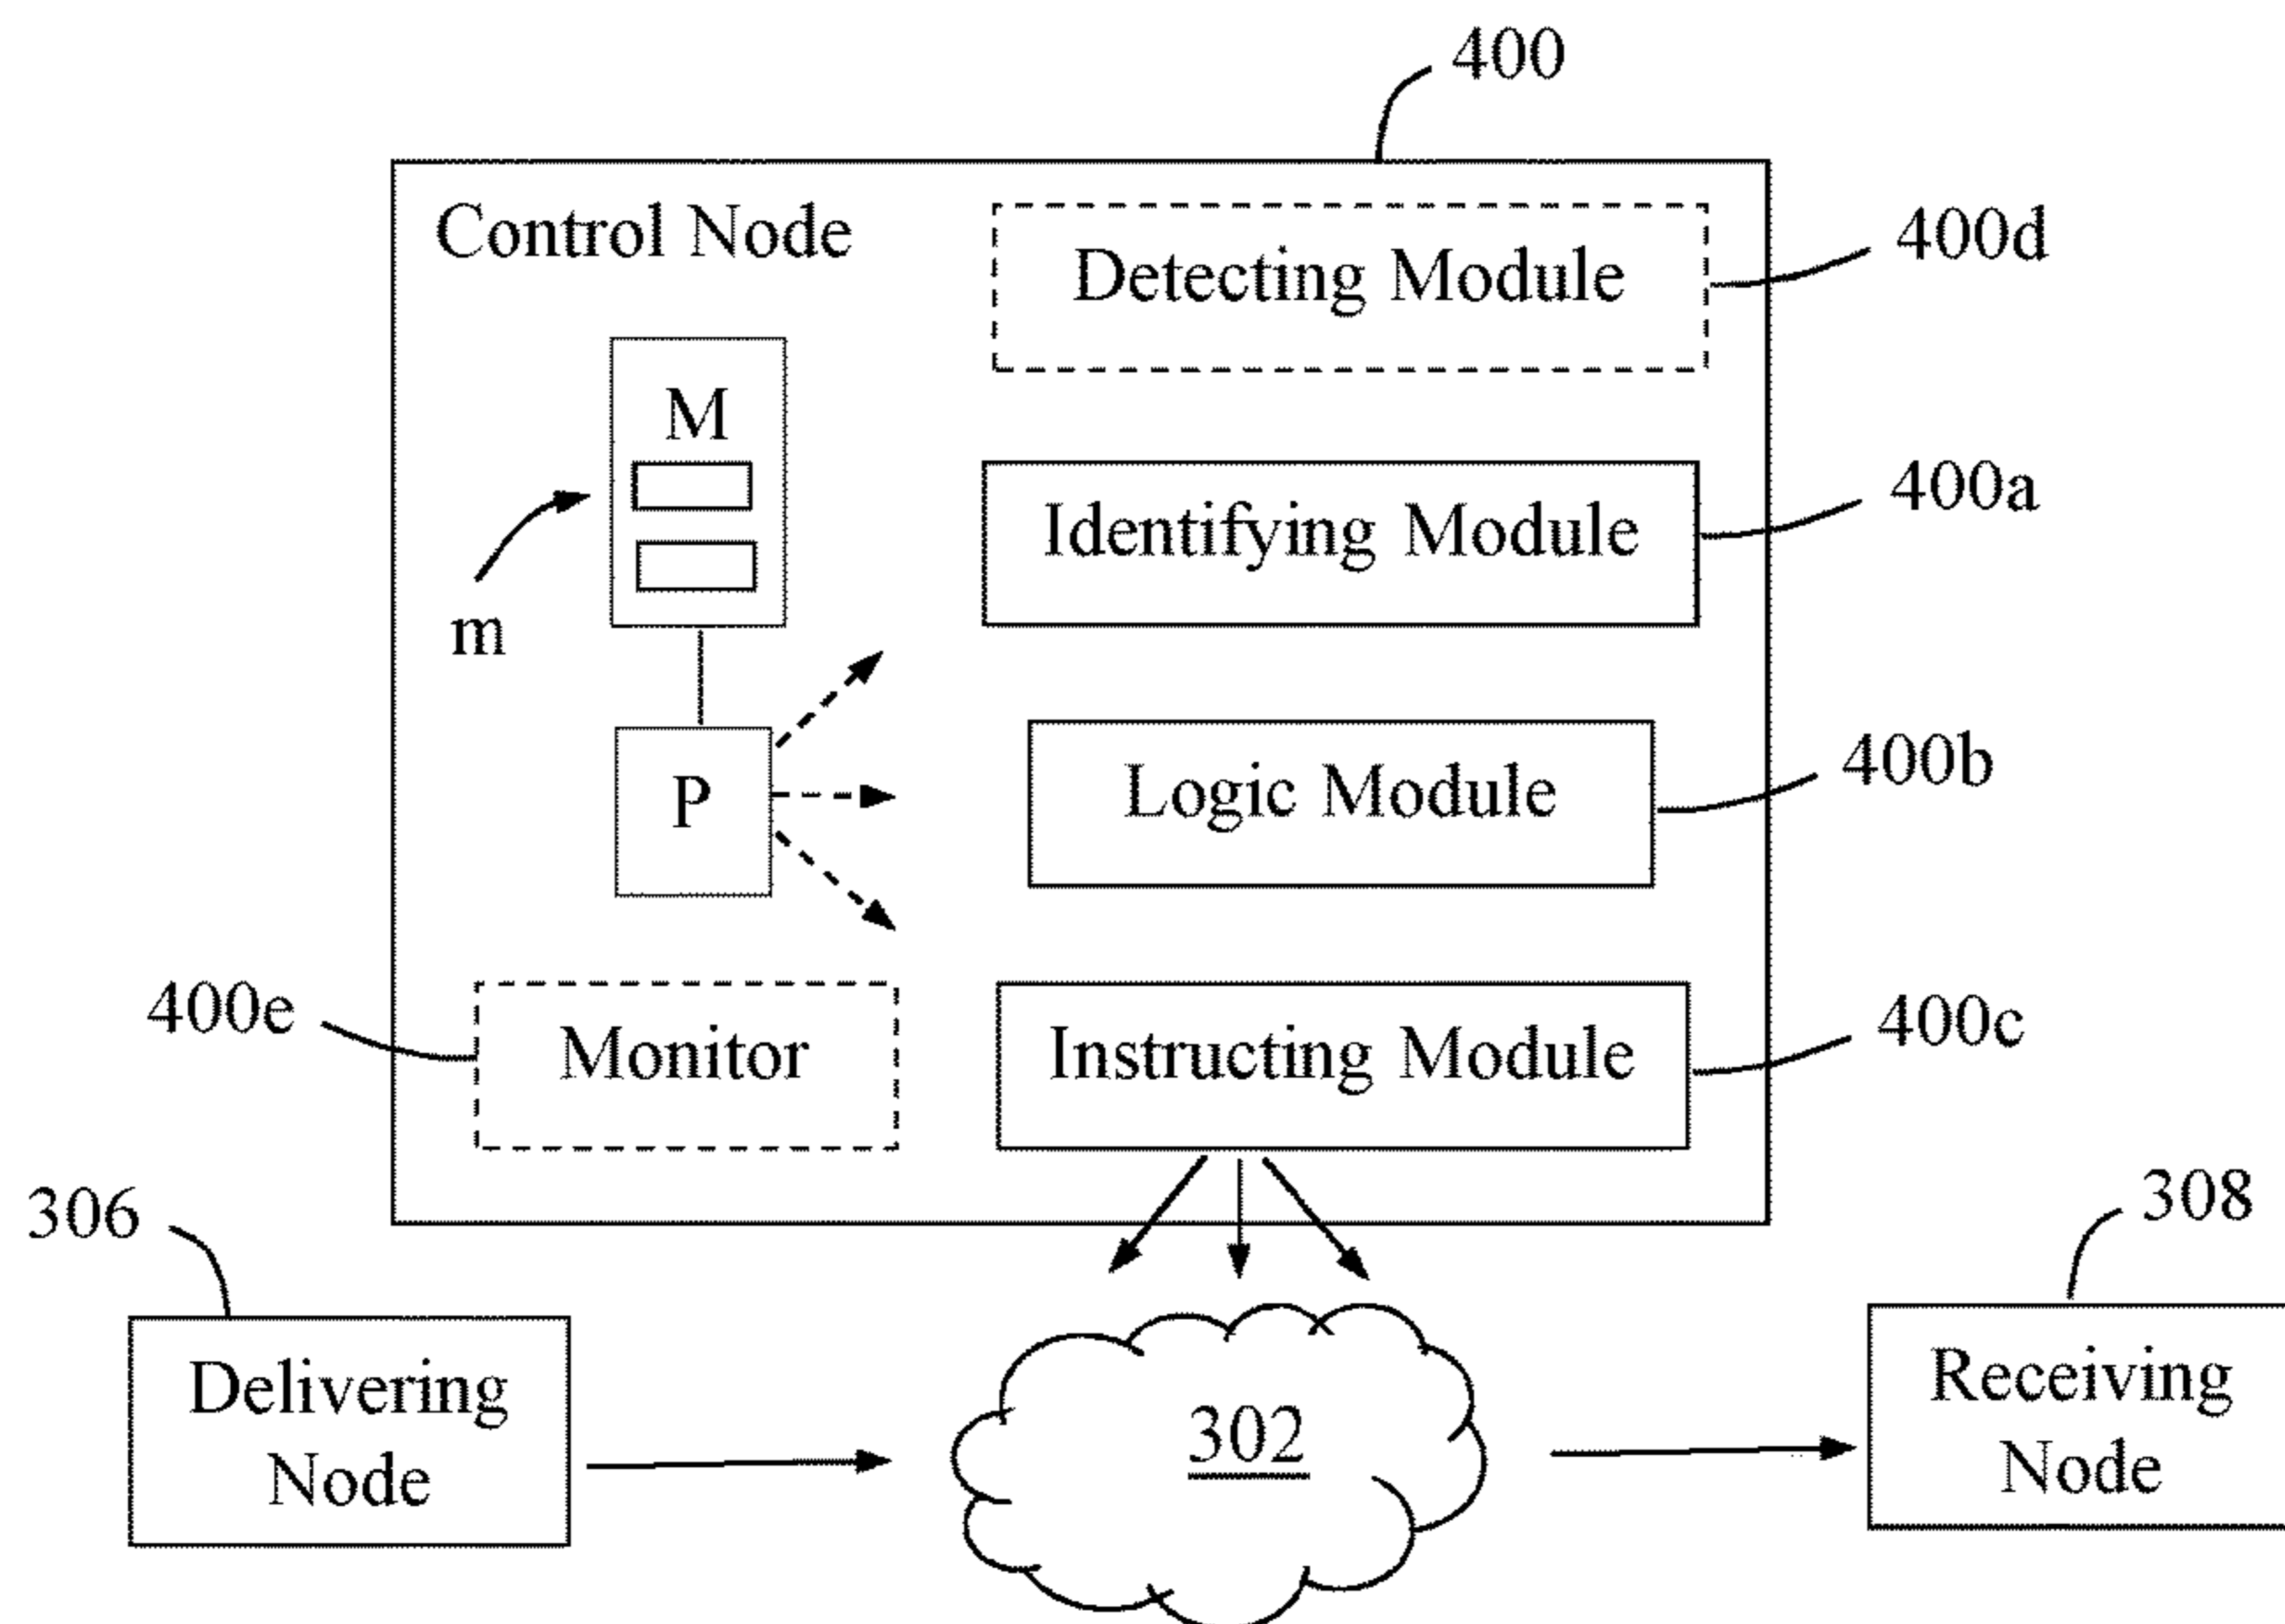 400
Control Node
Detecting Module
400d
M
Identifying Module
400a
m
P
Logic Module
400b
400e
Monitor
Instructing Module
400c
306
308
Delivering
Node
302
Receiving
Node